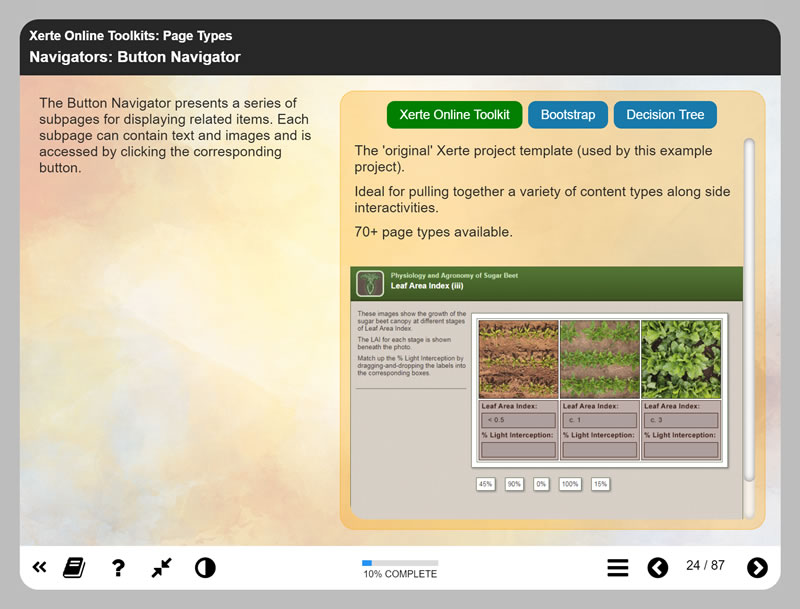 Xerte Online Toolkits: Page Types
Navigators: Button Navigator
The Button Navigator presents a series of
subpages for displaying related items. Each
subpage can contain text and images and is
accessed by clicking the corresponding
button.
Xerte Online Toolkit
Bootstrap
Decision Tree
The 'original' Xerte project template (used by this example
project).
Ideal for pulling together a variety of content types along side
interactivities.
70+ page types available.
Physiology and Agronomy of Sugar Beet
Leaf Area Index (iii)
These images show the growth of the
sugar beet canopy at different stages
of Leaf Area Index.
The LAI for each stage is shown
beneath the photo.
Match up the % Light Interception by
dragging-and-dropping the labels into
the corresponding boxes.
Leaf Area Index: Leaf Area Index: Leaf Area Index:
< 0.5 c. 1 c. 3
% Light Interception: % Light Interception: % Light Interception:
45% 90% 0% 100% 15%
?
10% COMPLETE
24 / 87